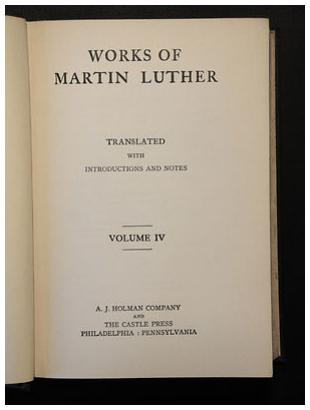 WORKS OF
MARTIN LUTHER
TRANSLATED
WITH
INTRODUCTIONS AND NOTES
VOLUME IV
A. J. HOLMAN COMPANY
AND
THE CASTLE PRESS
PHILADELPHIA : PENNSYLVANIA